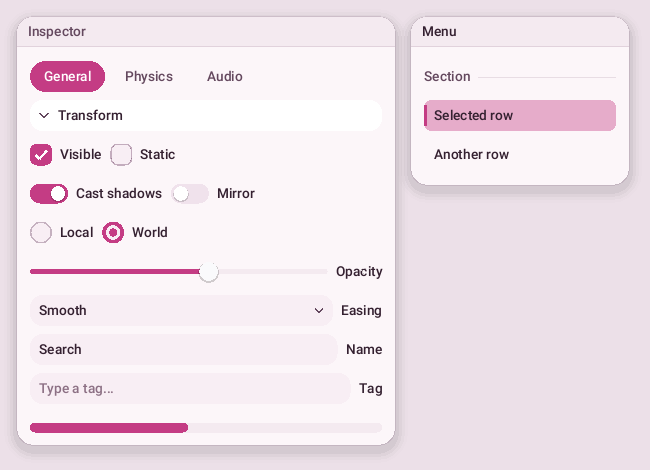 Inspector
General Physics Audio
Transform
Visible Static
Cast shadows Mirror
Local World
Opacity
Smooth Easing
Search Name
Type a tag... Tag
Menu
Section
Selected row
Another row